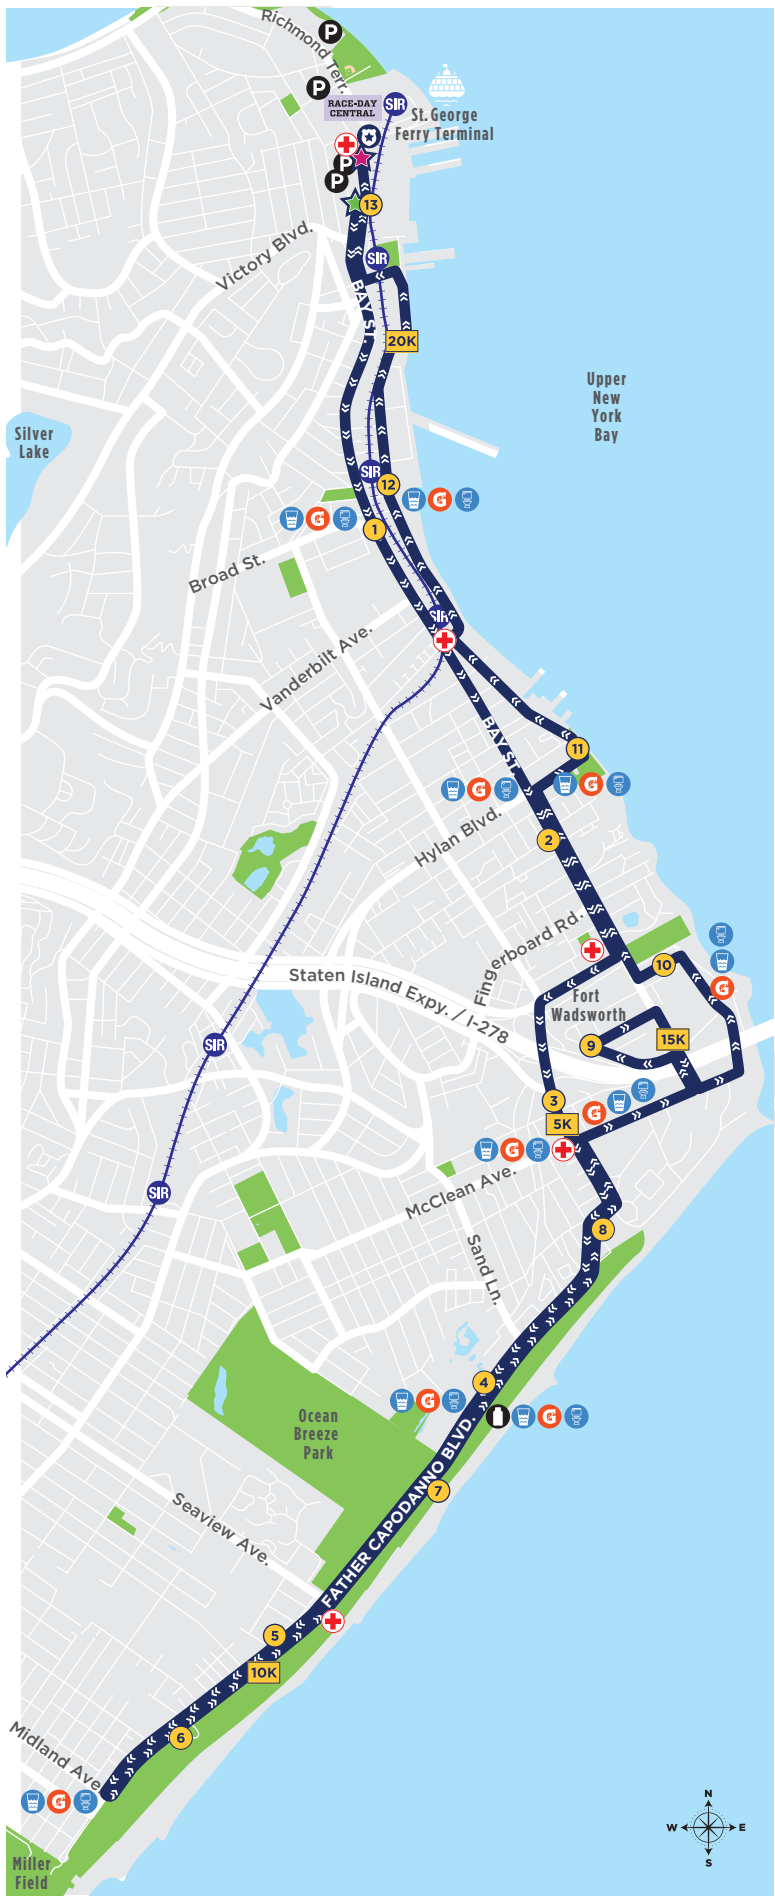 Richmond Terr.
P
P
RACE-DAY
CENTRAL
SIR
St. George
Ferry Terminal
P
P
13
Victory Blvd.
SIR
BAY ST.
20K
Upper
New
York
Bay
Silver
Lake
SIR
12
G
G
1
Broad St.
SIR
Vanderbilt Ave.
BAY ST.
11
G
G
2
Hylan Blvd.
Fingerboard Rd.
10
G
Staten Island Expy. / I-278
Fort
Wadsworth
15K
9
SIR
3
G
5K
G
McClean Ave.
SIR
8
Sand Ln.
4
G
G
Ocean
Breeze
Park
FATHER CAPODANNO BLVD.
7
Seaview Ave.
5
10K
6
Midland Ave.
G
Miller
Field
N
W
E
S